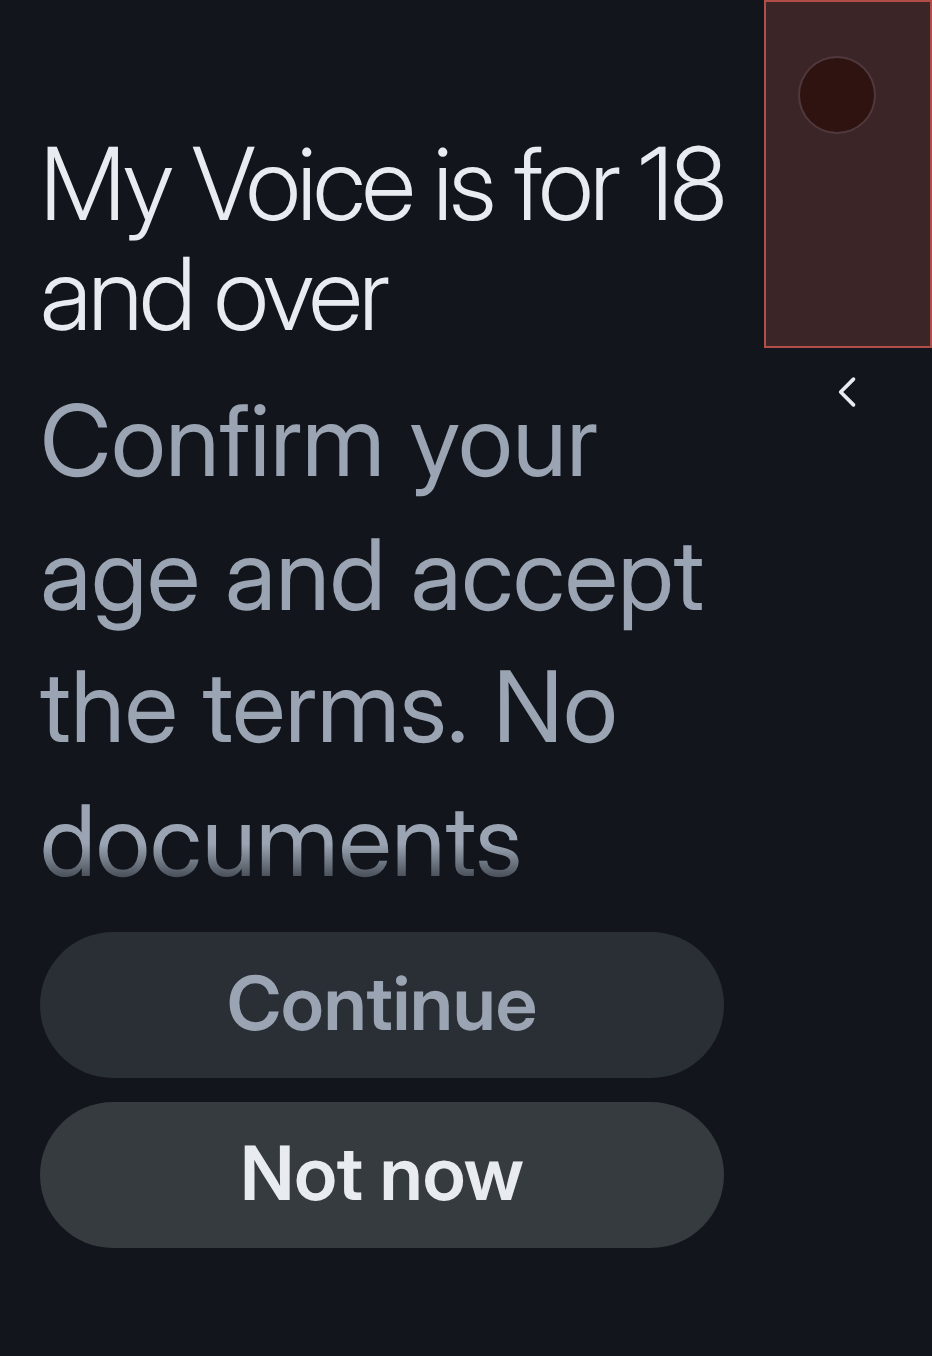 My Voice is for 18
and over
Confirm your
age and accept
the terms. No
documents
Continue
Not now